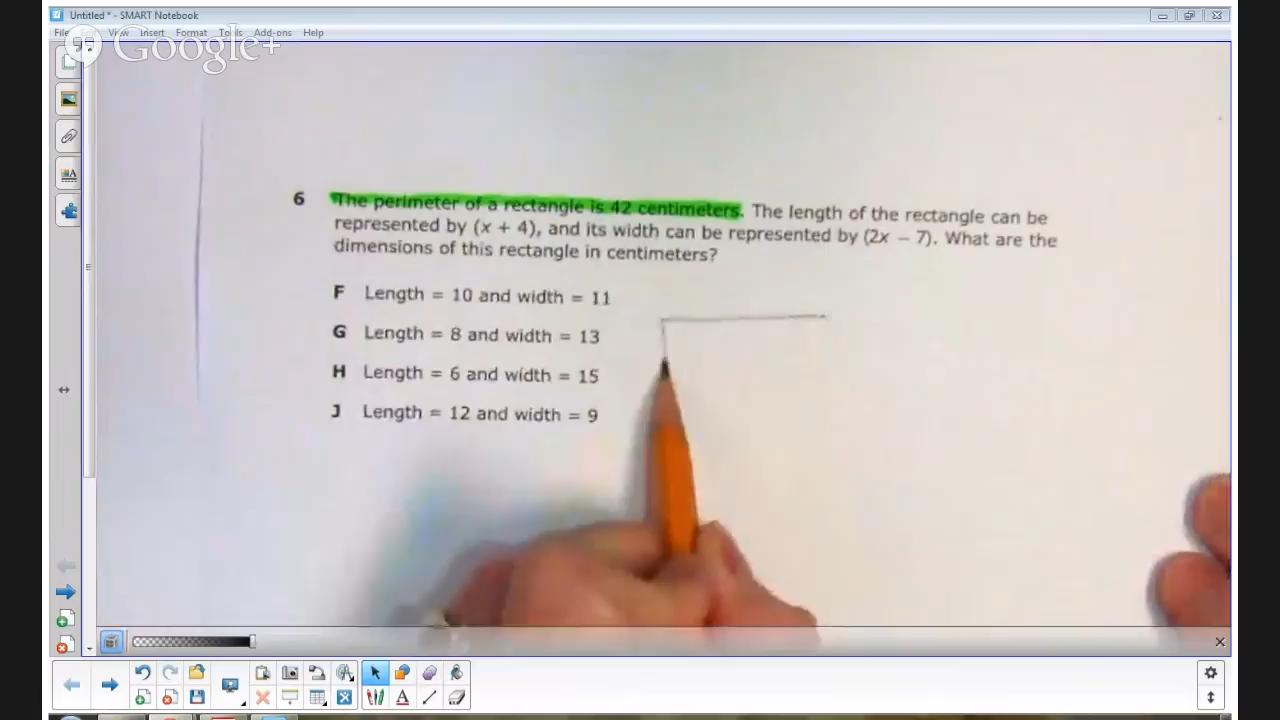 Untitled * - SMART Notebook
View Insert Format Tools Add-ons Help
Google+
6 The perimeter of a rectangle is 42 centimeters. The length of the rectangle can be
represented by (x + 4), and its width can be represented by (2x − 7). What are the
dimensions of this rectangle in centimeters?
F Length = 10 and width = 11
G Length = 8 and width = 13
H Length = 6 and width = 15
J Length = 12 and width = 9